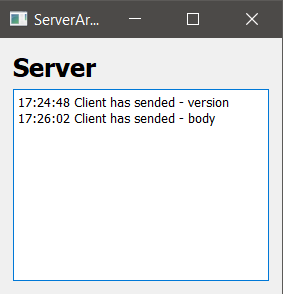 ServerAr...
Server
17:24:48 Client has sended - version
17:26:02 Client has sended - body